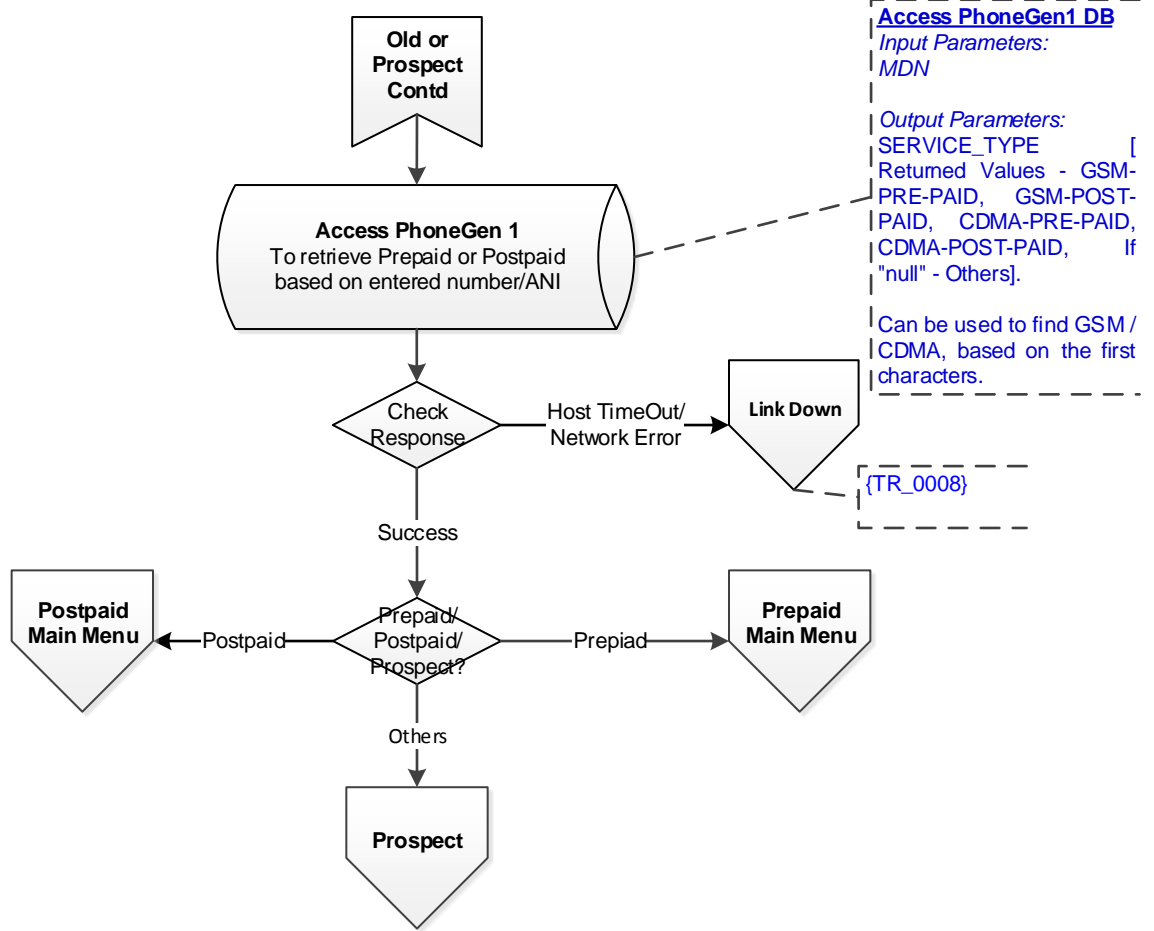 Old or
Prospect
Contd
Access PhoneGen1 DB
Input Parameters:
MDN
Output Parameters:
SERVICE_TYPE [
Returned Values - GSM-
PRE-PAID, GSM-POST-
PAID, CDMA-PRE-PAID,
CDMA-POST-PAID, If
"null" - Others].
Can be used to find GSM /
CDMA, based on the first
characters.
Access PhoneGen 1
To retrieve Prepaid or Postpaid
based on entered number/ANI
Check
Response
Host TimeOut/
Network Error
Link Down
{TR_0008}
Success
Postpaid
Main Menu
Postpaid
Prepaid/
Postpaid/
Prospect?
Prepiad
Prepaid
Main Menu
Others
Prospect